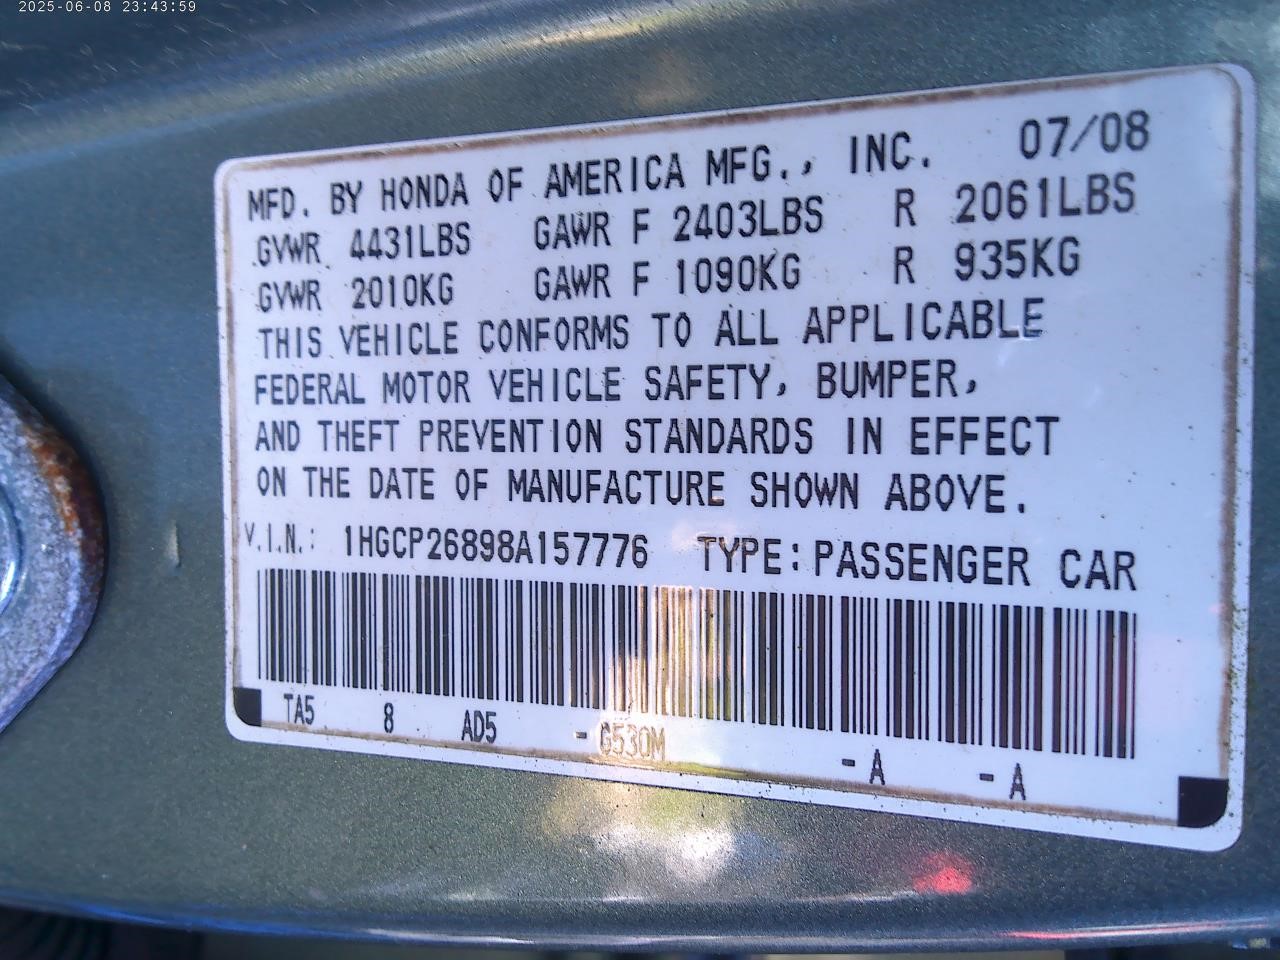 2025-06-08 23:43:59
MFD. BY HONDA OF AMERICA MFG., INC. 07/08
GVWR 4431LBS GAWR F 2403LBS R 2061LBS
GVWR 2010KG GAWR F 1090KG R 935KG
THIS VEHICLE CONFORMS TO ALL APPLICABLE
FEDERAL MOTOR VEHICLE SAFETY, BUMPER,
AND THEFT PREVENTION STANDARDS IN EFFECT
ON THE DATE OF MANUFACTURE SHOWN ABOVE.
V.I.N.: 1HGCP26898A157776 TYPE: PASSENGER CAR
TA5 8 AD5 - G530M - A - A